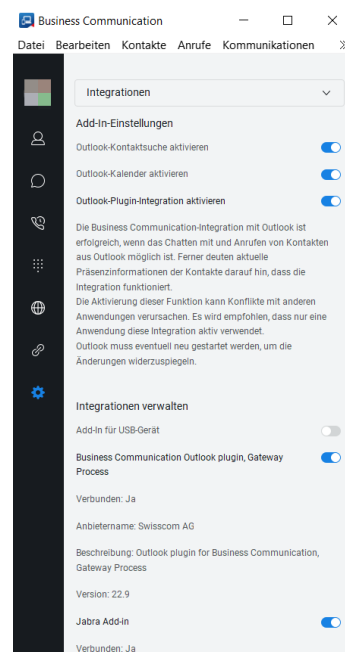 Business Communication
Datei Bearbeiten Kontakte Anrufe Kommunikationen
Integrationen
Add-In-Einstellungen
Outlook-Kontaktsuche aktivieren
Outlook-Kalender aktivieren
Outlook-Plugin-Integration aktivieren
Die Business Communication-Integration mit Outlook ist
erfolgreich, wenn das Chatten mit und Anrufen von Kontakten
aus Outlook möglich ist. Ferner deuten aktuelle
Präsenzinformationen der Kontakte darauf hin, dass die
Integration funktioniert.
Die Aktivierung dieser Funktion kann Konflikte mit anderen
Anwendungen verursachen. Es wird empfohlen, dass nur eine
Anwendung diese Integration aktiv verwendet.
Outlook muss eventuell neu gestartet werden, um die
Änderungen widerzuspiegeln.
Integrationen verwalten
Add-In für USB-Gerät
Business Communication Outlook plugin, Gateway
Process
Verbunden: Ja
Anbietername: Swisscom AG
Beschreibung: Outlook plugin for Business Communication,
Gateway Process
Version: 22.9
Jabra Add-in
Verbunden: Ja